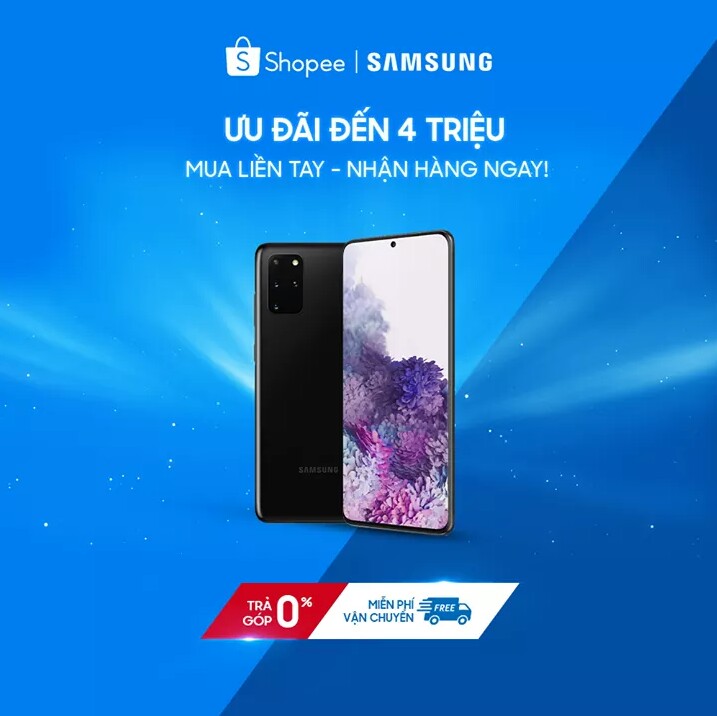 Shopee | SAMSUNG
ƯU ĐÃI ĐẾN 4 TRIỆU
MUA LIỀN TAY - NHẬN HÀNG NGAY!
SAMSUNG
TRẢ GÓP 0%
MIỄN PHÍ
VẬN CHUYỂN
FREE